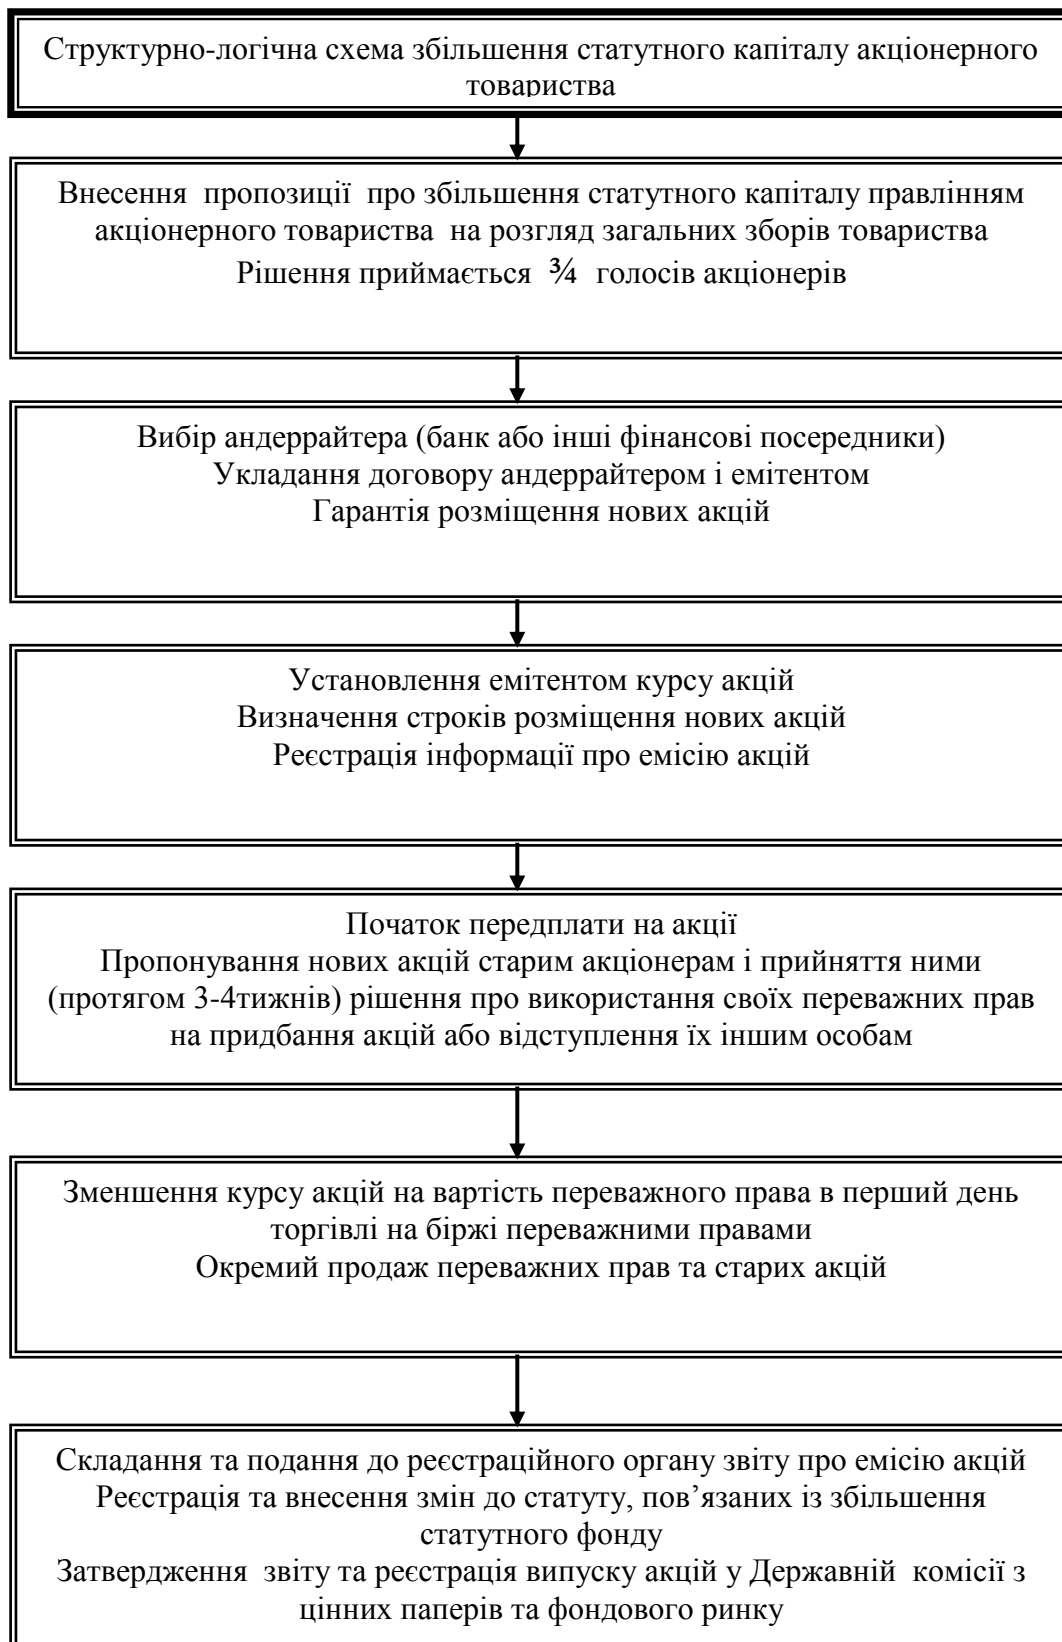 Структурно-логічна схема збільшення статутного капіталу акціонерного
товариства
Внесення пропозиції про збільшення статутного капіталу правлінням
акціонерного товариства на розгляд загальних зборів товариства
Рішення приймається ¾ голосів акціонерів
Вибір андеррайтера (банк або інші фінансові посередники)
Укладання договору андеррайтером і емітентом
Гарантія розміщення нових акцій
Установлення емітентом курсу акцій
Визначення строків розміщення нових акцій
Реєстрація інформації про емісію акцій
Початок передплати на акції
Пропонування нових акцій старим акціонерам і прийняття ними
(протягом 3-4тижнів) рішення про використання своїх переважних прав
на придбання акцій або відступлення їх іншим особам
Зменшення курсу акцій на вартість переважного права в перший день
торгівлі на біржі переважними правами
Окремий продаж переважних прав та старих акцій
Складання та подання до реєстраційного органу звіту про емісію акцій
Реєстрація та внесення змін до статуту, пов’язаних із збільшення
статутного фонду
Затвердження звіту та реєстрація випуску акцій у Державній комісії з
цінних паперів та фондового ринку